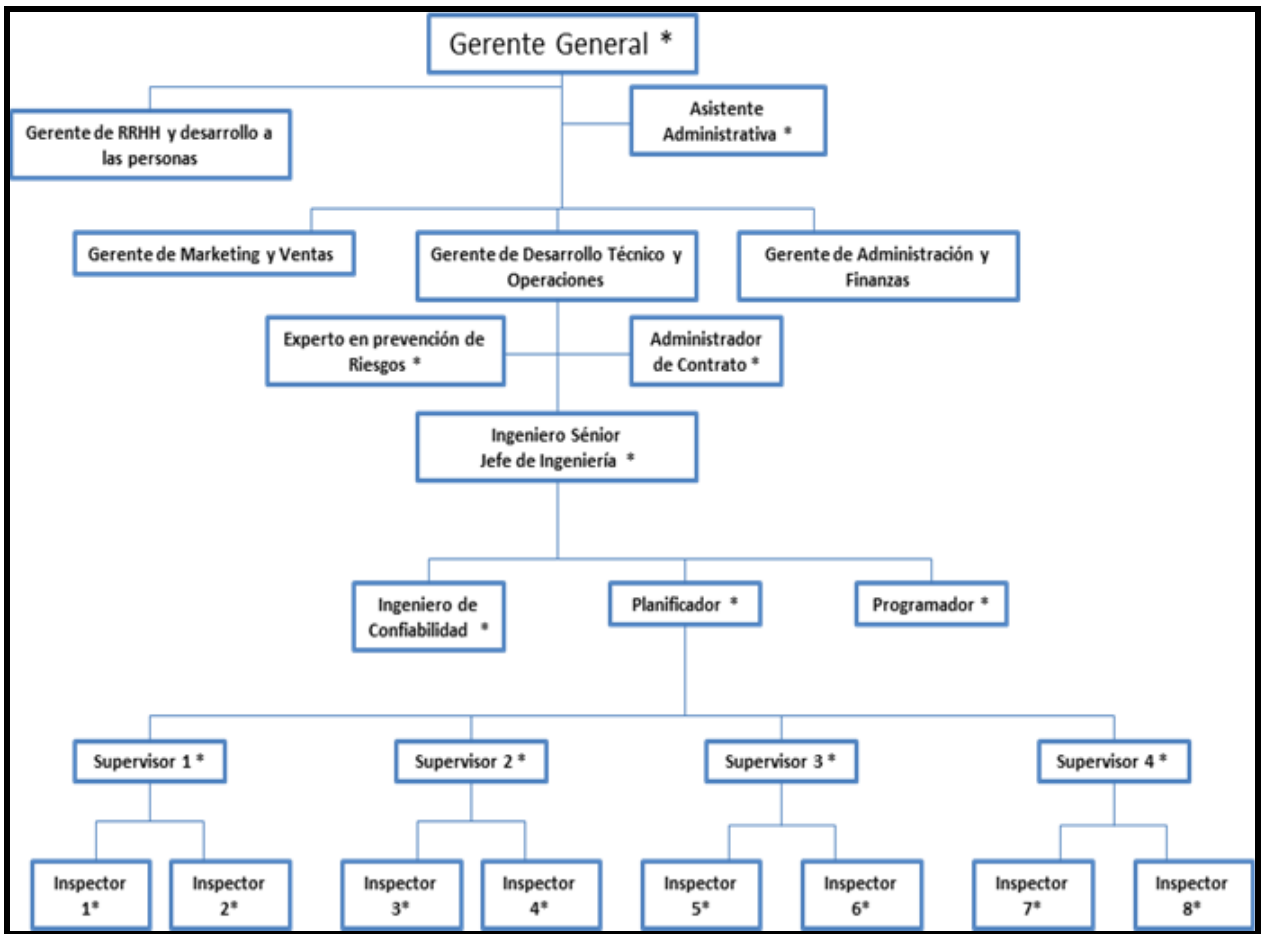 Gerente General *
Asistente
Administrativa *
Gerente de RRHH y desarrollo a
las personas
Gerente de Marketing y Ventas
Gerente de Desarrollo Técnico y
Operaciones
Gerente de Administración y
Finanzas
Experto en prevención de
Riesgos *
Administrador
de Contrato *
Ingeniero Sénior
Jefe de Ingeniería *
Ingeniero de
Confiabilidad *
Planificador *
Programador *
Supervisor 1 *
Supervisor 2 *
Supervisor 3 *
Supervisor 4 *
Inspector
1*
Inspector
2*
Inspector
3*
Inspector
4*
Inspector
5*
Inspector
6*
Inspector
7*
Inspector
8*